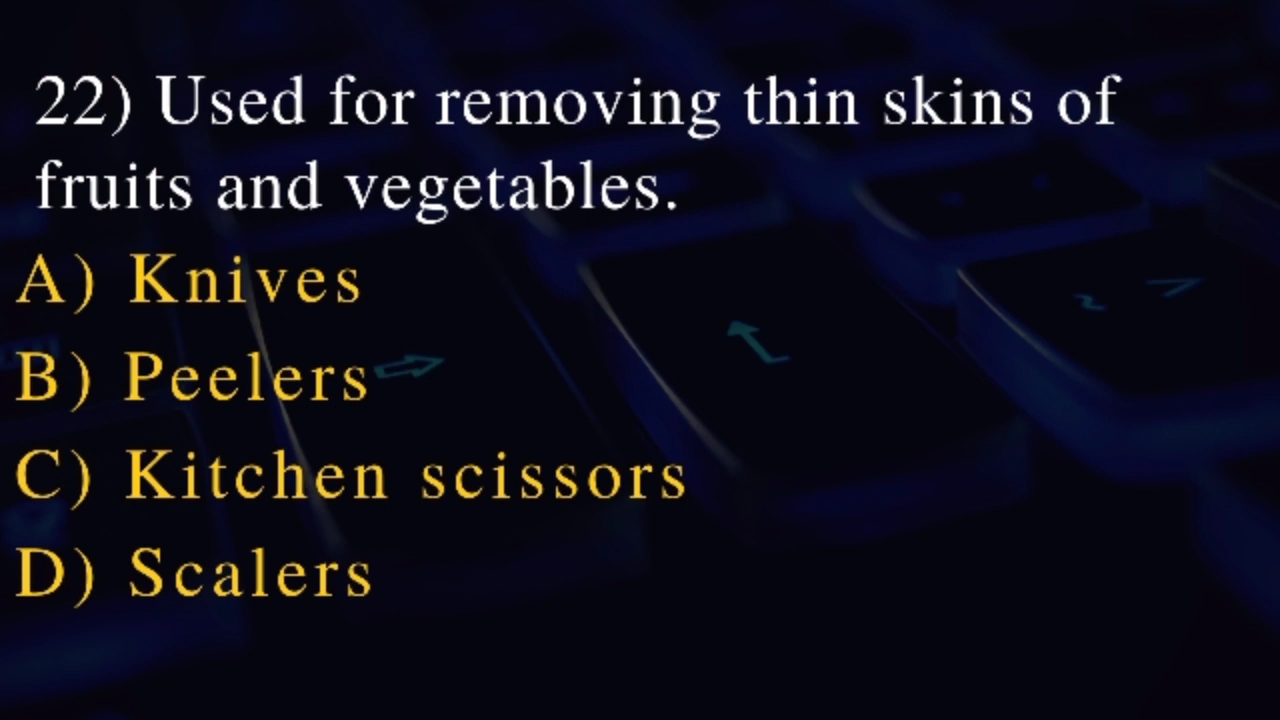 22) Used for removing thin skins of
fruits and vegetables.
A) Knives
B) Peelers
C) Kitchen scissors
D) Scalers